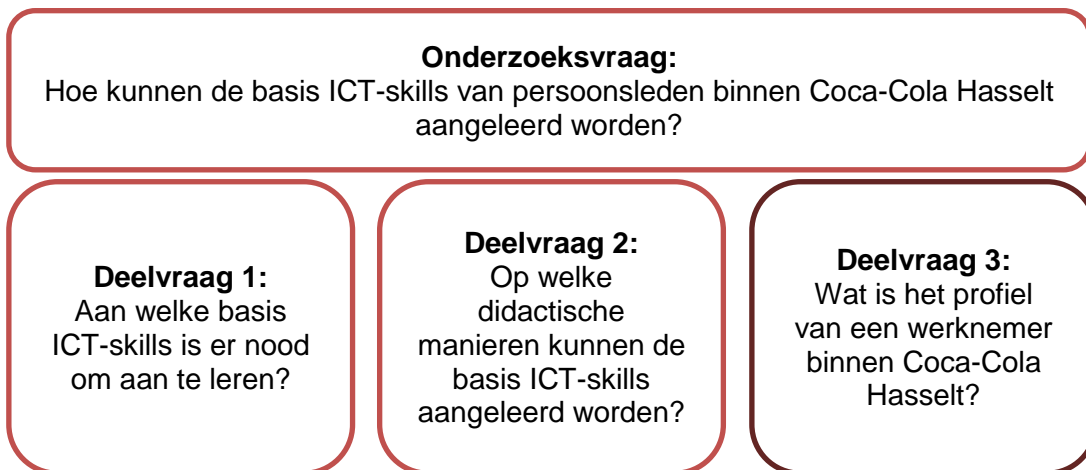 Onderzoeksvraag:
Hoe kunnen de basis ICT-skills van persoonsleden binnen Coca-Cola Hasselt
aangeleerd worden?
Deelvraag 1:
Aan welke basis
ICT-skills is er nood
om aan te leren?
Deelvraag 2:
Op welke
didactische
manieren kunnen de
basis ICT-skills
aangeleerd worden?
Deelvraag 3:
Wat is het profiel
van een werknemer
binnen Coca-Cola
Hasselt?